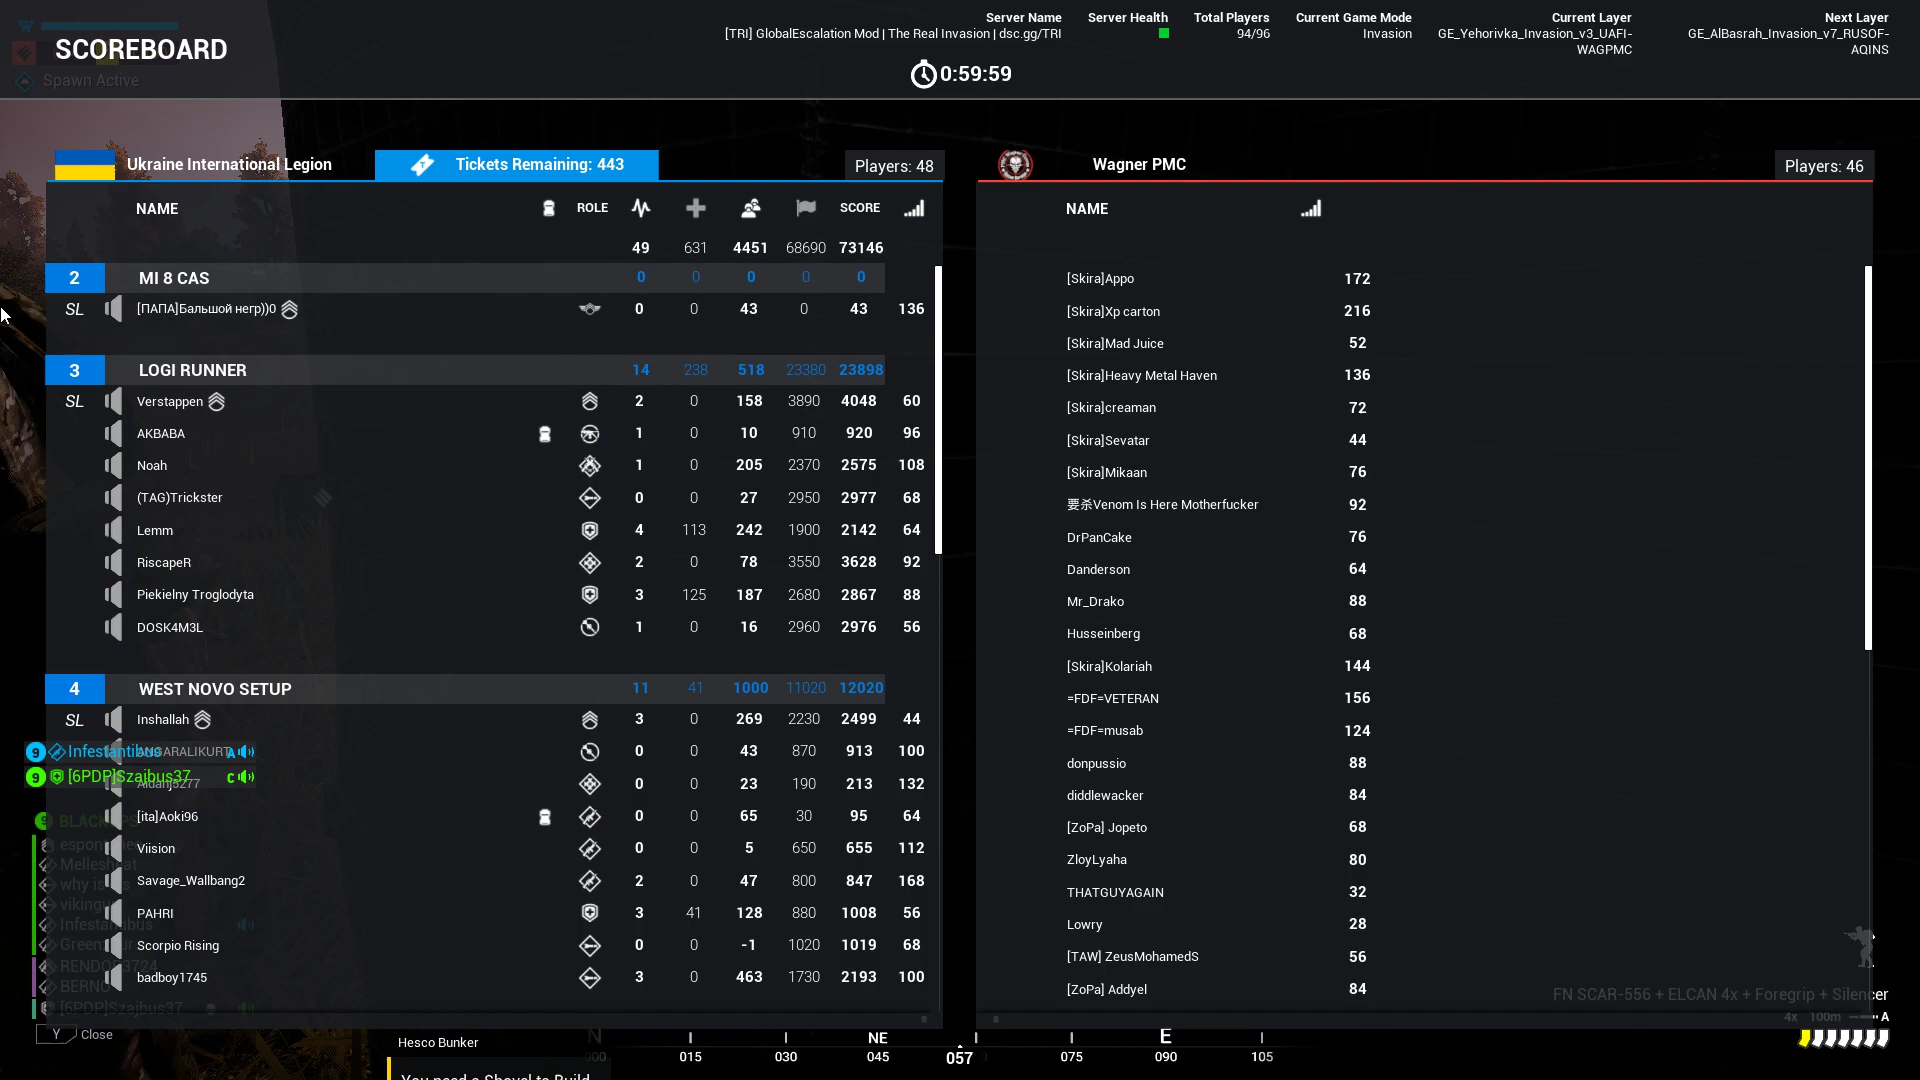 SCOREBOARD
Spawn Active
Server Name
[TRI] GlobalEscalation Mod | The Real Invasion | dsc.gg/TRI
Server Health
Total Players
94/96
Current Game Mode
Invasion
Current Layer
GE_Yehorivka_Invasion_v3_UAFI-
WAGPMC
Next Layer
GE_AlBasrah_Invasion_v7_RUSOF-
AQINS
0:59:59
Ukraine International Legion
Tickets Remaining: 443
Players: 48
NAME ROLE SCORE
49 631 4451 68690 73146
2 MI 8 CAS 0 0 0 0 0
SL [ПАПА]Бальшой негр))0 0 0 43 0 43 136
3 LOGI RUNNER 14 238 518 23380 23898
SL Verstappen 2 0 158 3890 4048 60
AKBABA 1 0 10 910 920 96
Noah 1 0 205 2370 2575 108
(TAG)Trickster 0 0 27 2950 2977 68
Lemm 4 113 242 1900 2142 64
RiscapeR 2 0 78 3550 3628 92
Piekielny Troglodyta 3 125 187 2680 2867 88
DOSK4M3L 1 0 16 2960 2976 56
4 WEST NOVO SETUP 11 41 1000 11020 12020
SL Inshallah 3 0 269 2230 2499 44
0 0 43 870 913 100
0 0 23 190 213 132
[ita]Aoki96 0 0 65 30 95 64
Viision 0 0 5 650 655 112
Savage_Wallbang2 2 0 47 800 847 168
PAHRI 3 41 128 880 1008 56
Scorpio Rising 0 0 -1 1020 1019 68
badboy1745 3 0 463 1730 2193 100
9 Infestantibus A
9 [6PDP]Szajbus37 C
RENDOR3724
[6PDP]Szajbus37
Y Close
Wagner PMC
Players: 46
NAME
[Skira]Appo 172
[Skira]Xp carton 216
[Skira]Mad Juice 52
[Skira]Heavy Metal Haven 136
[Skira]creaman 72
[Skira]Sevatar 44
[Skira]Mikaan 76
要杀Venom Is Here Motherfucker 92
DrPanCake 76
Danderson 64
Mr_Drako 88
Husseinberg 68
[Skira]Kolariah 144
=FDF=VETERAN 156
=FDF=musab 124
donpussio 88
diddlewacker 84
[ZoPa] Jopeto 68
ZloyLyaha 80
THATGUYAGAIN 32
Lowry 28
[TAW] ZeusMohamedS 56
[ZoPa] Addyel 84
FN SCAR-556 + ELCAN 4x + Foregrip + Silencer
4x 100m A
Hesco Bunker
You need a Shovel to Build
N NE E
000 015 030 045 057 075 090 105